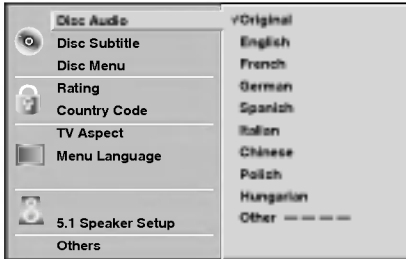 Disc Audio
Disc Subtitle
Disc Menu
Rating
Country Code
TV Aspect
Menu Language
5.1 Speaker Setup
Others
√Original
English
French
German
Spanish
Italian
Chinese
Polish
Hungarian
Other — — — —